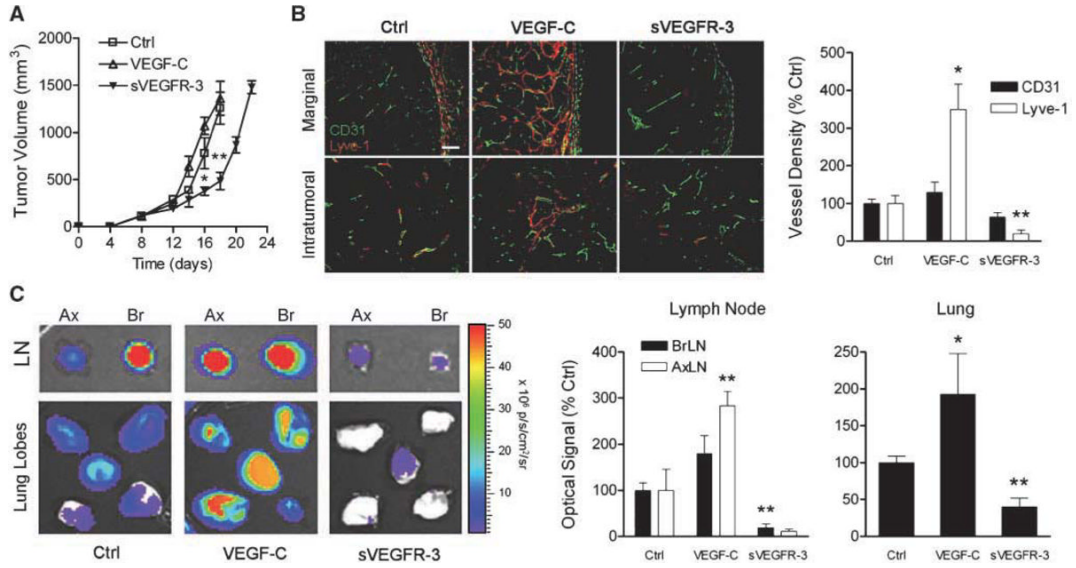 A
Tumor Volume (mm³)
2000
1500
1000
500
0
Ctrl
VEGF-C
sVEGFR-3
**
*
0 4 8 12 16 20 24
Time (days)
B
Ctrl VEGF-C sVEGFR-3
Marginal
CD31
Lyve-1
Intratumoral
Vessel Density (% Ctrl)
500
400
300
200
100
0
CD31
Lyve-1
*
**
Ctrl VEGF-C sVEGFR-3
C
Ax Br Ax Br Ax Br
LN
Lung Lobes
50
40
30
20
10
x 10⁶ p/s/cm²/sr
Ctrl VEGF-C sVEGFR-3
Lymph Node
Optical Signal (% Ctrl)
400
300
200
100
0
BrLN
AxLN
**
**
Ctrl VEGF-C sVEGFR-3
Lung
250
200
150
100
50
0
*
**
Ctrl VEGF-C sVEGFR-3